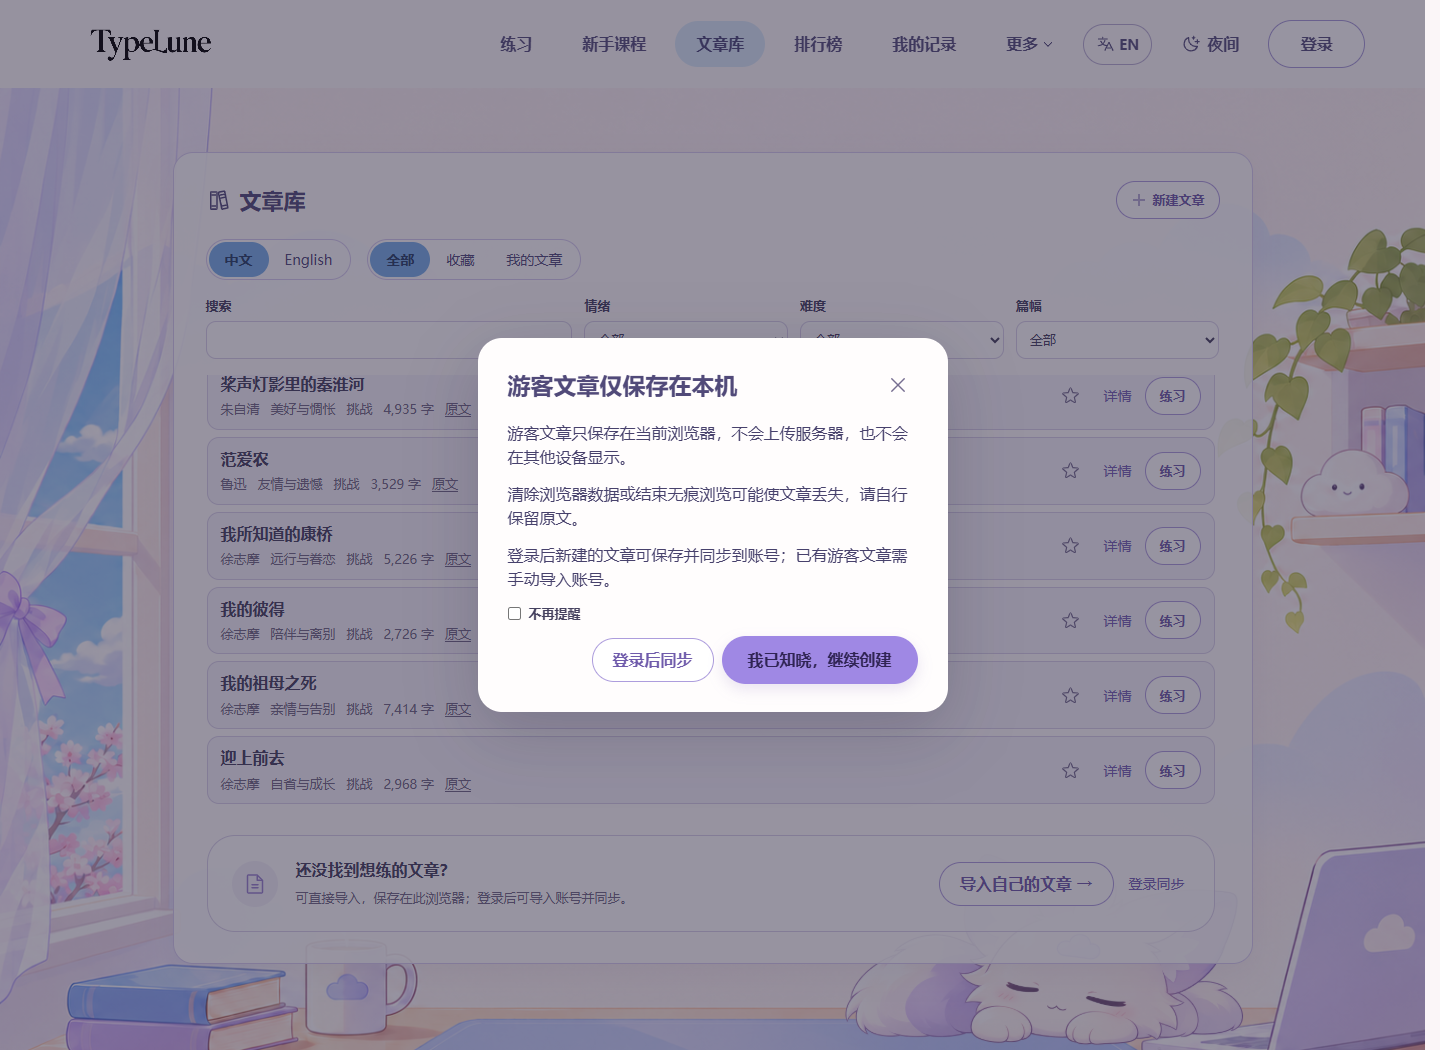 TypeLune
练习 新手课程 文章库 排行榜 我的记录 更多 EN 夜间 登录
文章库
新建文章
中文 English 全部 收藏 我的文章
搜索 情绪 难度 篇幅
全部 全部 全部
桨声灯影里的秦淮河
朱自清 美好与惆怅 挑战 4,935 字 原文
详情 练习
范爱农
鲁迅 友情与遗憾 挑战 3,529 字 原文
详情 练习
我所知道的康桥
徐志摩 远行与眷恋 挑战 5,226 字 原文
详情 练习
我的彼得
徐志摩 陪伴与离别 挑战 2,726 字 原文
详情 练习
我的祖母之死
徐志摩 亲情与告别 挑战 7,414 字 原文
详情 练习
迎上前去
徐志摩 自省与成长 挑战 2,968 字 原文
详情 练习
还没找到想练的文章？
可直接导入，保存在此浏览器；登录后可导入账号并同步。
导入自己的文章 → 登录同步
游客文章仅保存在本机
游客文章只保存在当前浏览器，不会上传服务器，也不会
在其他设备显示。
清除浏览器数据或结束无痕浏览可能使文章丢失，请自行
保留原文。
登录后新建的文章可保存并同步到账号；已有游客文章需
手动导入账号。
不再提醒
登录后同步 我已知晓，继续创建